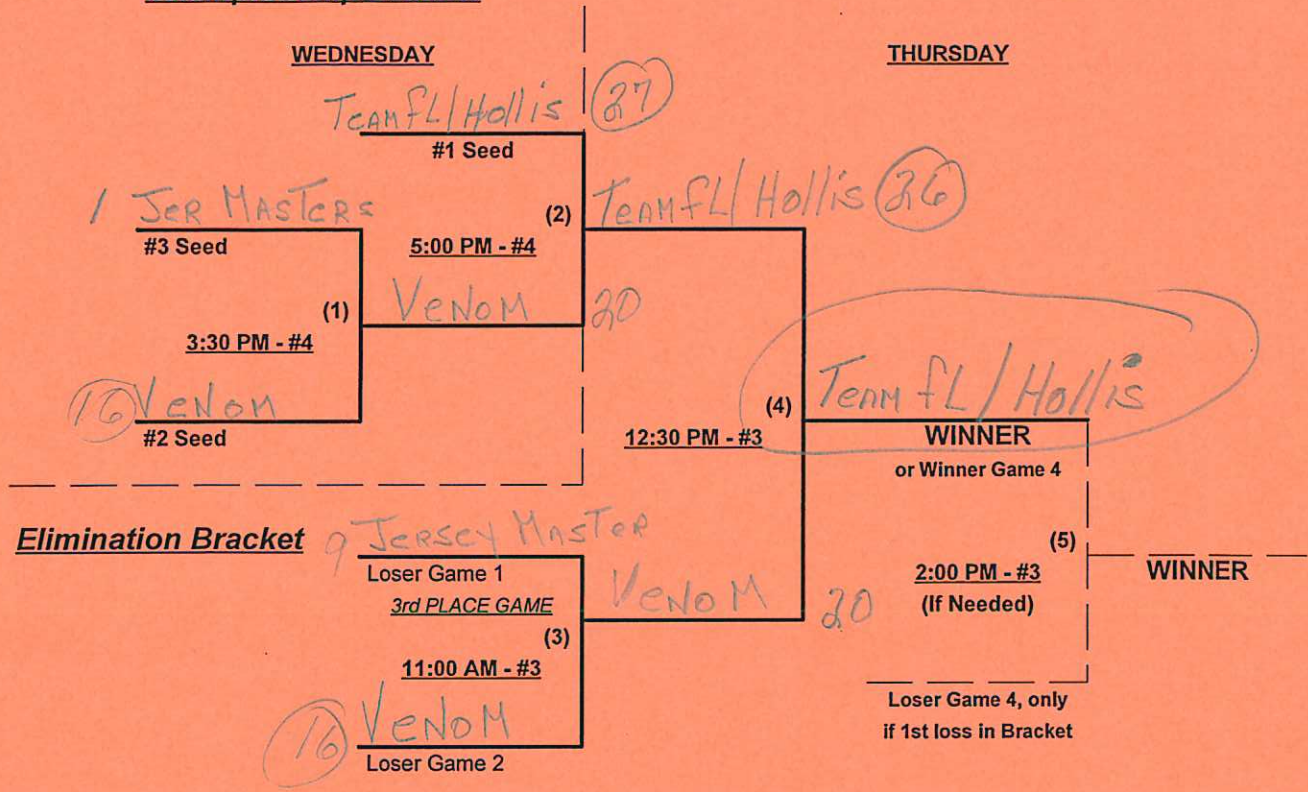 WEDNESDAY
THURSDAY
TEAM FL/Hollis 27
#1 Seed
1 JER MASTERS
#3 Seed
(2)
5:00 PM - #4
TEAM FL/Hollis 26
(1)
3:30 PM - #4
VENOM 20
16 VENOM
#2 Seed
(4)
12:30 PM - #3
TEAM FL/Hollis
WINNER
or Winner Game 4
Elimination Bracket
9 JERSEY MASTER
Loser Game 1
3rd PLACE GAME
(3)
11:00 AM - #3
VENOM 20
(5)
2:00 PM - #3
(If Needed)
WINNER
16 VENOM
Loser Game 2
Loser Game 4, only
if 1st loss in Bracket